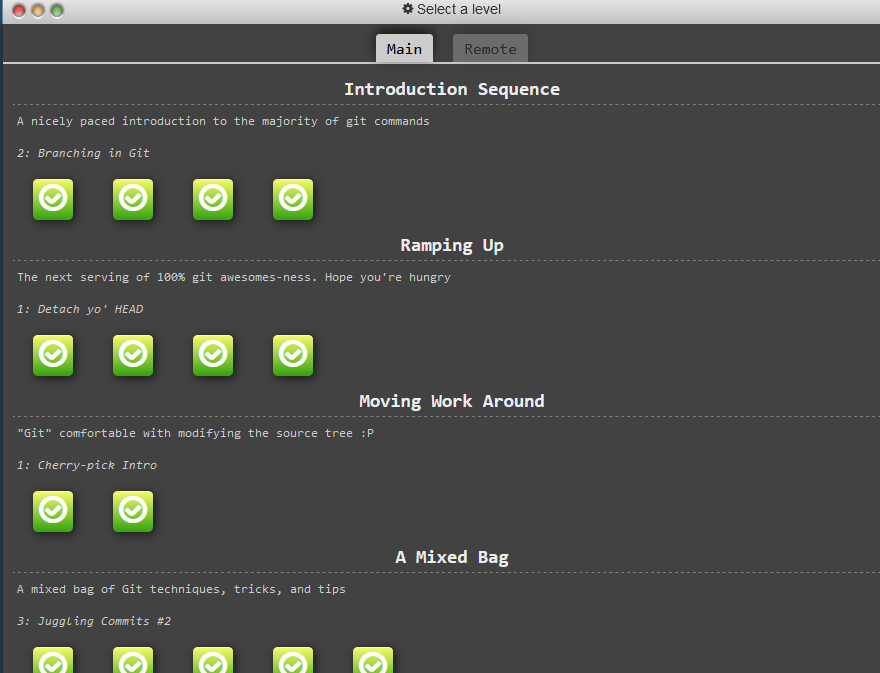 Select a level
Main
Remote
Introduction Sequence
A nicely paced introduction to the majority of git commands
2: Branching in Git
Ramping Up
The next serving of 100% git awesomes-ness. Hope you're hungry
1: Detach yo' HEAD
Moving Work Around
"Git" comfortable with modifying the source tree :P
1: Cherry-pick Intro
A Mixed Bag
A mixed bag of Git techniques, tricks, and tips
3: Juggling Commits #2